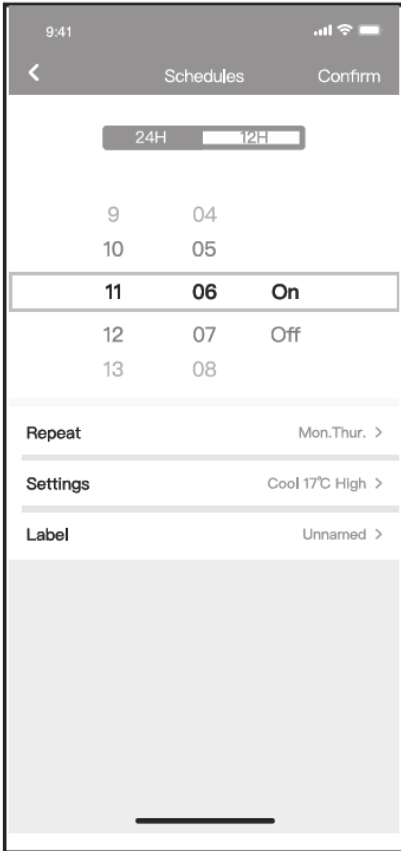 9:41
Schedules Confirm
24H 12H
9 04
10 05
11 06 On
12 07 Off
13 08
Repeat Mon.Thur. >
Settings Cool 17℃ High >
Label Unnamed >